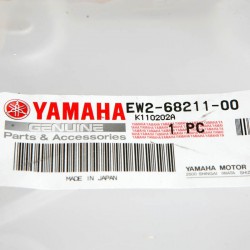 YAMAHA EW2-68211-00
GENUINE K110202A
Parts & Accessories 1 PC
MADE IN JAPAN
YAMAHA MOTOR